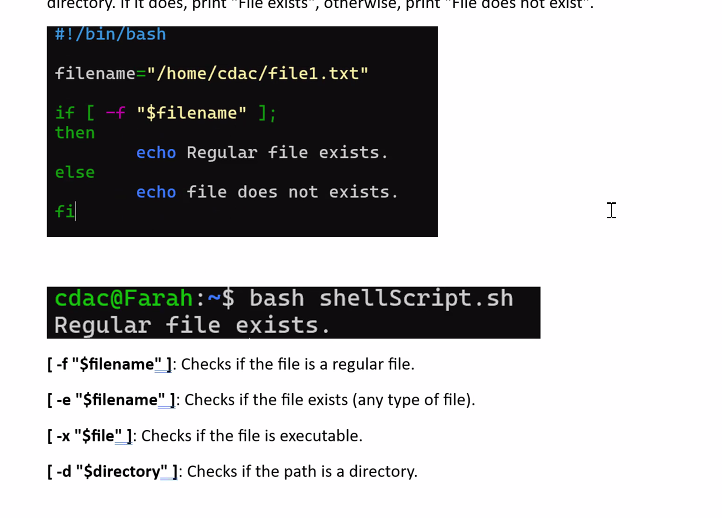 directory. If it does, print "File exists", otherwise, print "File does not exist".
#!/bin/bash
filename="/home/cdac/file1.txt"
if [ -f "$filename" ];
then
echo Regular file exists.
else
echo file does not exists.
fi
cdac@Farah:~$ bash shellScript.sh
Regular file exists.
[ -f "$filename" ]: Checks if the file is a regular file.
[ -e "$filename" ]: Checks if the file exists (any type of file).
[ -x "$file" ]: Checks if the file is executable.
[ -d "$directory" ]: Checks if the path is a directory.